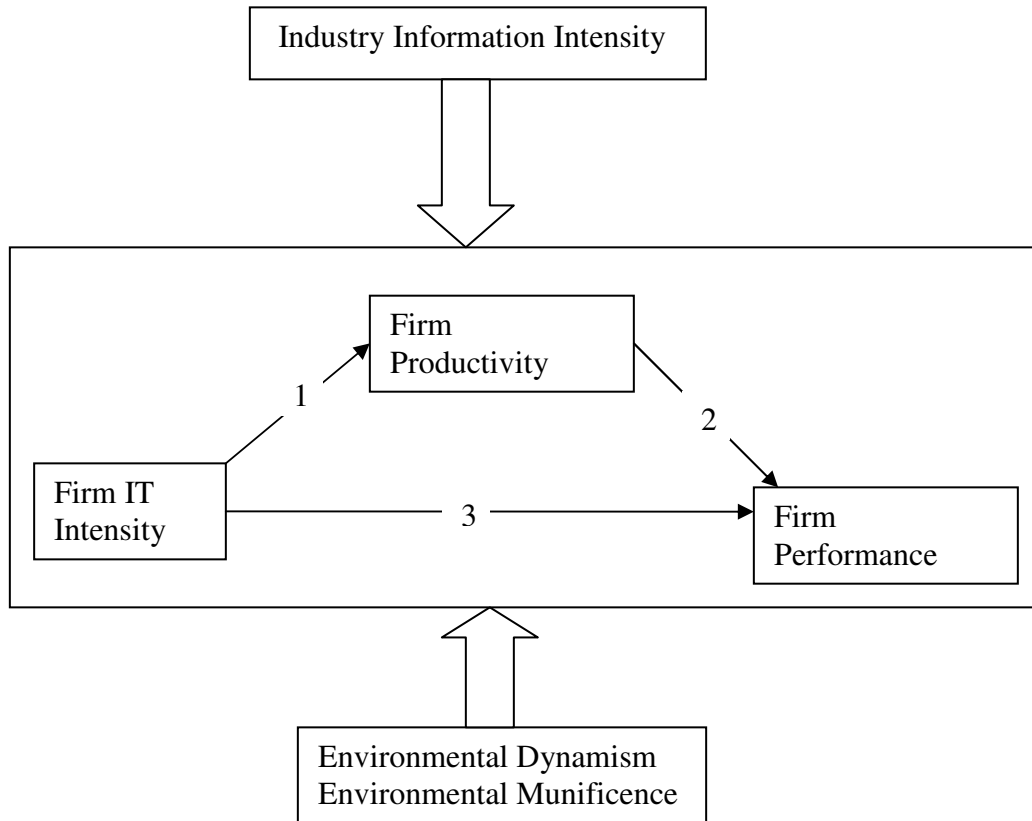 Industry Information Intensity
Firm
Productivity
1
2
Firm IT
Intensity
3
Firm
Performance
Environmental Dynamism
Environmental Munificence